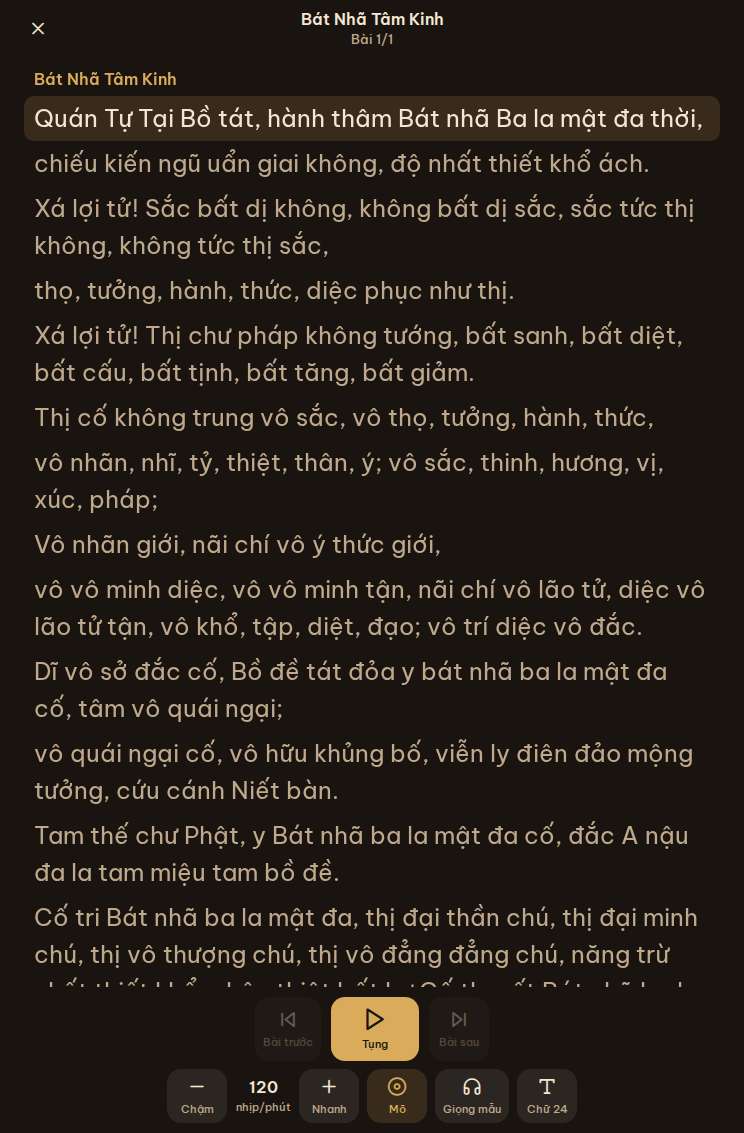 Bát Nhã Tâm Kinh
Bài 1/1
Bát Nhã Tâm Kinh
Quán Tự Tại Bồ tát, hành thâm Bát nhã Ba la mật đa thời,
chiếu kiến ngũ uẩn giai không, độ nhất thiết khổ ách.
Xá lợi tử! Sắc bất dị không, không bất dị sắc, sắc tức thị
không, không tức thị sắc,
thọ, tưởng, hành, thức, diệc phục như thị.
Xá lợi tử! Thị chư pháp không tướng, bất sanh, bất diệt,
bất cấu, bất tịnh, bất tăng, bất giảm.
Thị cố không trung vô sắc, vô thọ, tưởng, hành, thức,
vô nhãn, nhĩ, tỷ, thiệt, thân, ý; vô sắc, thinh, hương, vị,
xúc, pháp;
Vô nhãn giới, nãi chí vô ý thức giới,
vô vô minh diệc, vô vô minh tận, nãi chí vô lão tử, diệc vô
lão tử tận, vô khổ, tập, diệt, đạo; vô trí diệc vô đắc.
Dĩ vô sở đắc cố, Bồ đề tát đỏa y bát nhã ba la mật đa
cố, tâm vô quái ngại;
vô quái ngại cố, vô hữu khủng bố, viễn ly điên đảo mộng
tưởng, cứu cánh Niết bàn.
Tam thế chư Phật, y Bát nhã ba la mật đa cố, đắc A nậu
đa la tam miệu tam bồ đề.
Cố tri Bát nhã ba la mật đa, thị đại thần chú, thị đại minh
chú, thị vô thượng chú, thị vô đẳng đẳng chú, năng trừ
Bài trước
Tụng
Bài sau
Chậm
120
nhịp/phút
Nhanh
Mõ
Giọng mẫu
Chữ 24